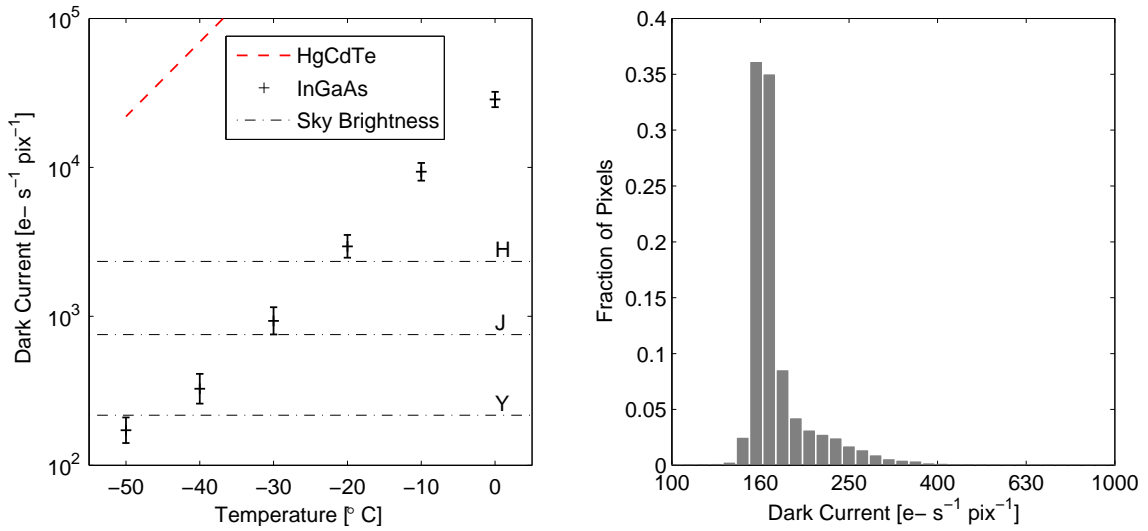 10^5
10^4
10^3
10^2
Dark Current [e− s^−1 pix^−1]
HgCdTe
InGaAs
Sky Brightness
H
J
Y
−50 −40 −30 −20 −10 0
Temperature [° C]
0.4
0.35
0.3
0.25
0.2
0.15
0.1
0.05
0
Fraction of Pixels
100 160 250 400 630 1000
Dark Current [e− s^−1 pix^−1]